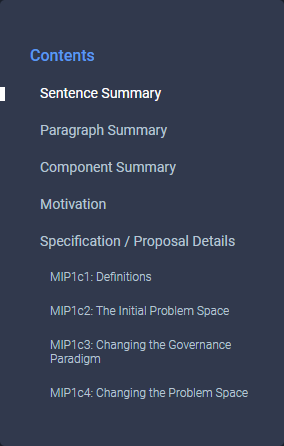 Contents
Sentence Summary
Paragraph Summary
Component Summary
Motivation
Specification / Proposal Details
MIP1c1: Definitions
MIP1c2: The Initial Problem Space
MIP1c3: Changing the Governance
Paradigm
MIP1c4: Changing the Problem Space